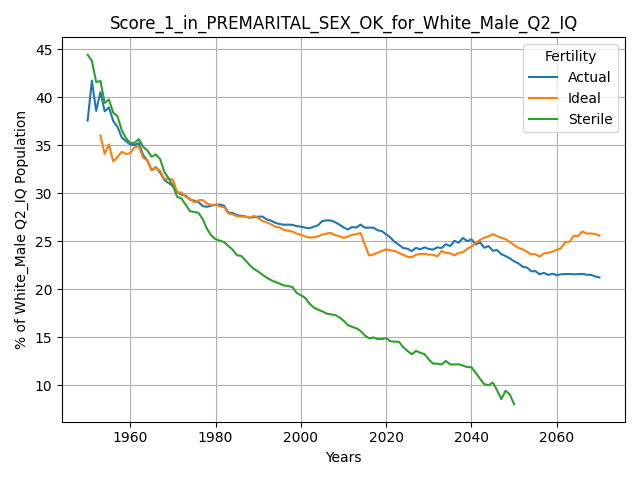 Score_1_in_PREMARITAL_SEX_OK_for_White_Male_Q2_IQ
Fertility
Actual
Ideal
Sterile
% of White_Male Q2_IQ Population
45
40
35
30
25
20
15
10
1960 1980 2000 2020 2040 2060
Years